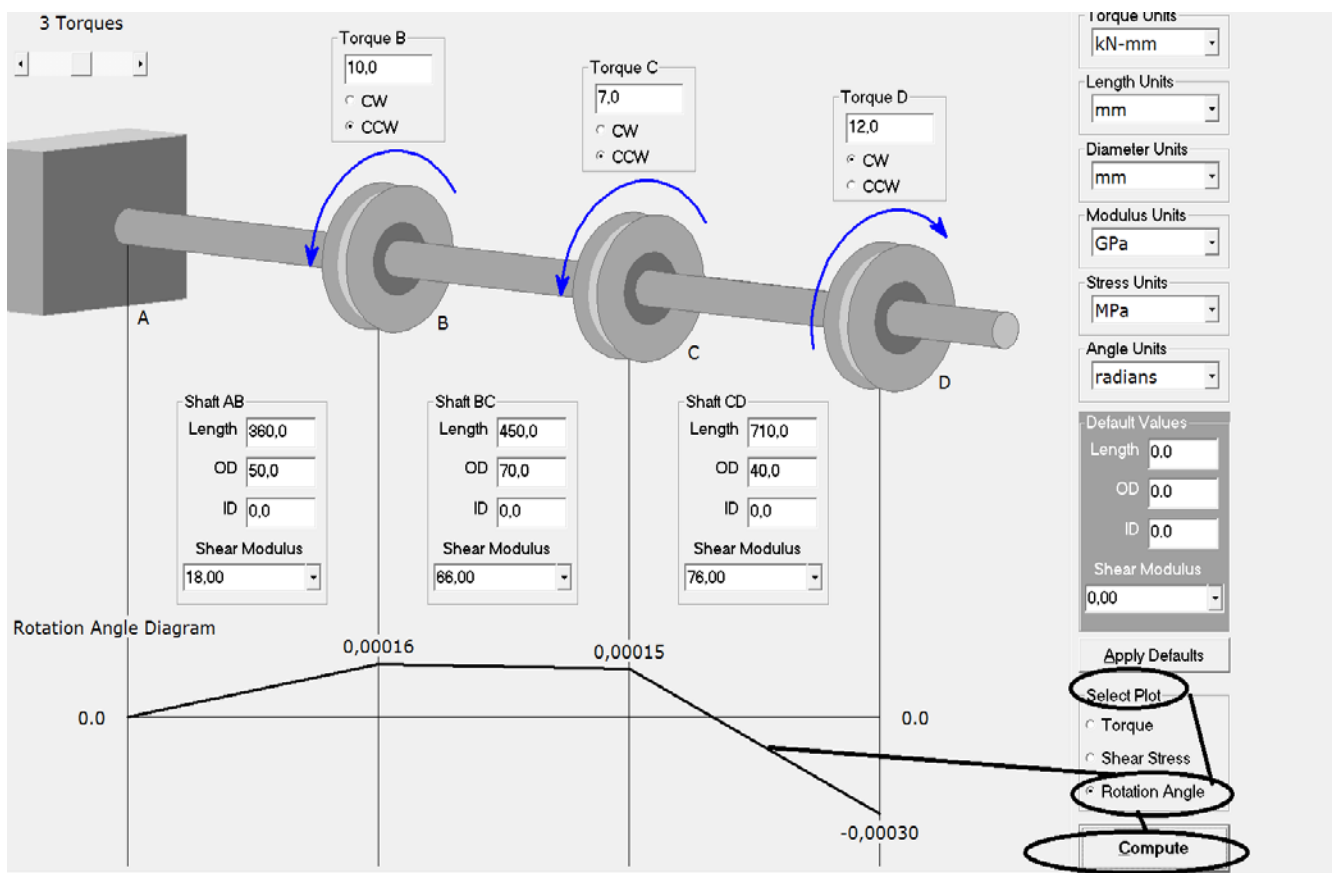 3 Torques
Torque B
10,0
CW
CCW
Torque C
7,0
CW
CCW
Torque D
12,0
CW
CCW
A
B
C
D
Shaft AB
Length 360,0
OD 50,0
ID 0,0
Shear Modulus
18,00
Shaft BC
Length 450,0
OD 70,0
ID 0,0
Shear Modulus
66,00
Shaft CD
Length 710,0
OD 40,0
ID 0,0
Shear Modulus
76,00
Rotation Angle Diagram
0.0
0,00016
0,00015
0.0
-0,00030
Torque Units
kN-mm
Length Units
mm
Diameter Units
mm
Modulus Units
GPa
Stress Units
MPa
Angle Units
radians
Default Values
Length 0.0
OD 0.0
ID 0.0
Shear Modulus
0,00
Apply Defaults
Select Plot
Torque
Shear Stress
Rotation Angle
Compute